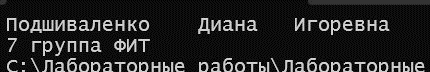 Подшиваленко Диана Игоревна
7 группа ФИТ
C:\Лабораторные работы\Лабораторные